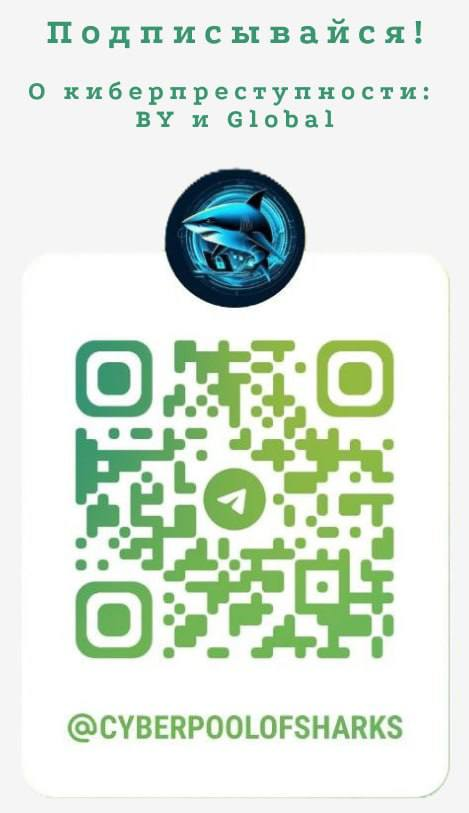 Подписывайся!
О киберпреступности:
BY и Global
@CYBERPOOLOFSHARKS